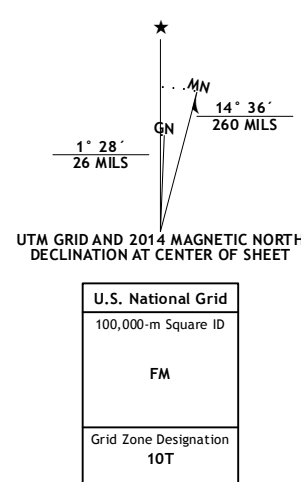 ★
MN
GN
14° 36´
260 MILS
1° 28´
26 MILS
UTM GRID AND 2014 MAGNETIC NORTH
DECLINATION AT CENTER OF SHEET
U.S. National Grid
100,000-m Square ID
FM
Grid Zone Designation
10T